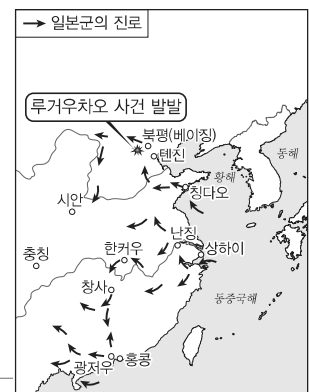 → 일본군의 진로
루거우차오 사건 발발
북평(베이징)
톈진
동해
황해
칭다오
시안
난징
충칭
한커우
상하이
창사
동중국해
광저우
홍콩